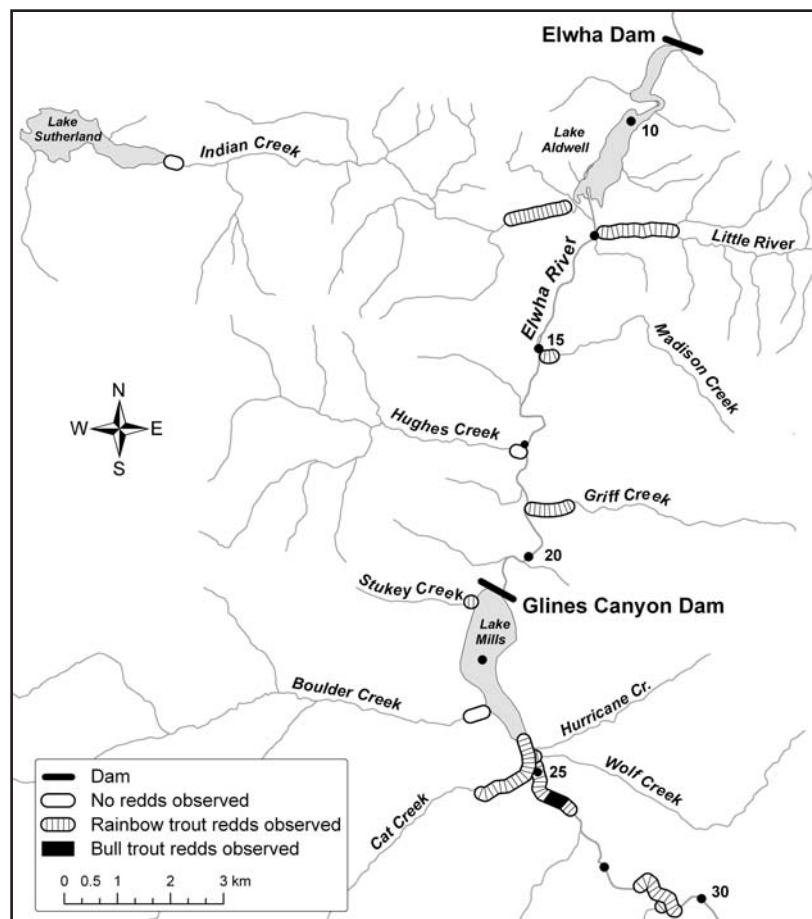 Elwha Dam
Lake
Sutherland
Indian Creek
Lake
Aldwell
10
Little River
Elwha River
15
Madison Creek
N
W E
S
Hughes Creek
Griff Creek
20
Stukey Creek
Glines Canyon Dam
Lake
Mills
Boulder Creek
Hurricane Cr.
25
Wolf Creek
Cat Creek
30
Dam
No redds observed
Rainbow trout redds observed
Bull trout redds observed
0 0.5 1 2 3 km